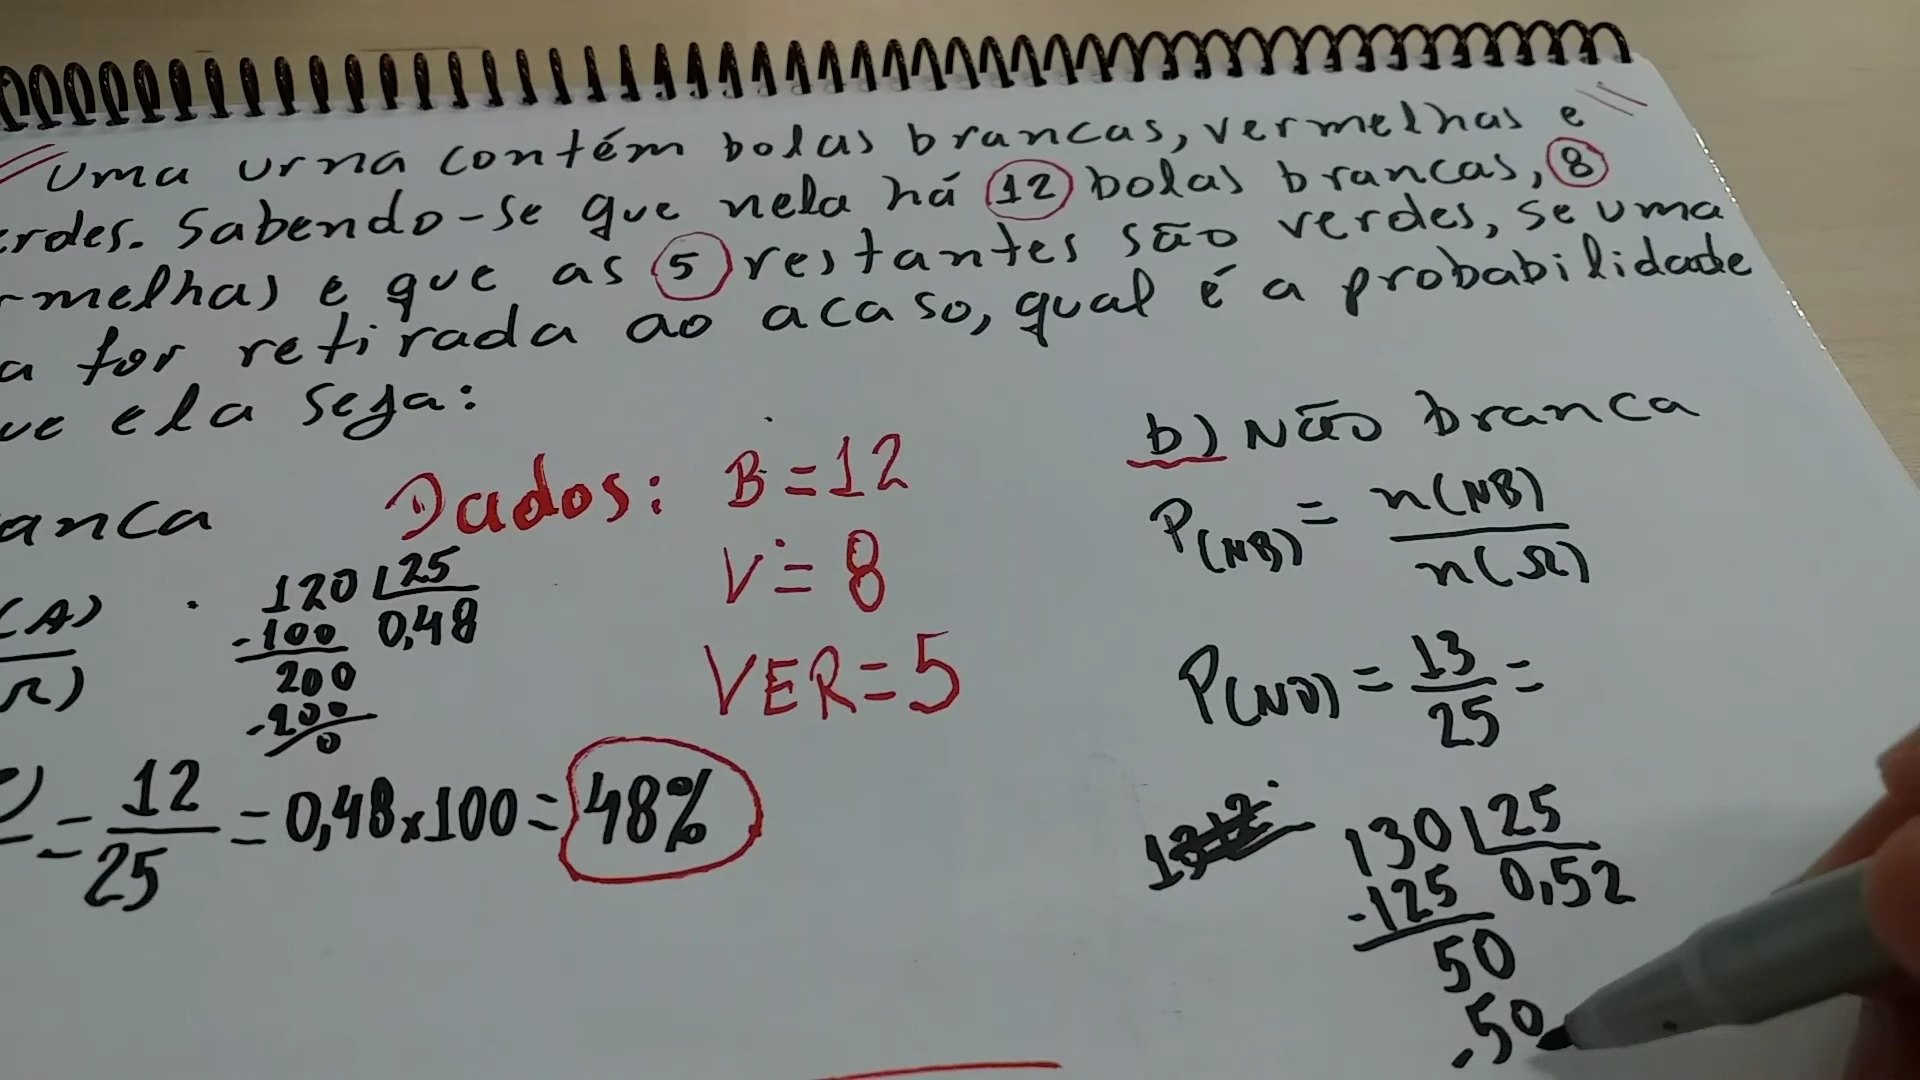 Uma urna contém bolas brancas, vermelhas e
erdes. Sabendo-se que nela há 12 bolas brancas, 8
rmelhas e que as 5 restantes são verdes, se uma
a for retirada ao acaso, qual é a probabilidade
ue ela seja:
anca
Dados: B=12
V=8
VER=5
(A)
Ω)
120 25
-100 0,48
200
-200
0
= 12/25 = 0,48x100= 48%
b) Não branca
P(NB) = n(NB)/n(Ω)
P(NB) = 13/25 =
130 25
-125 0,52
50
-50